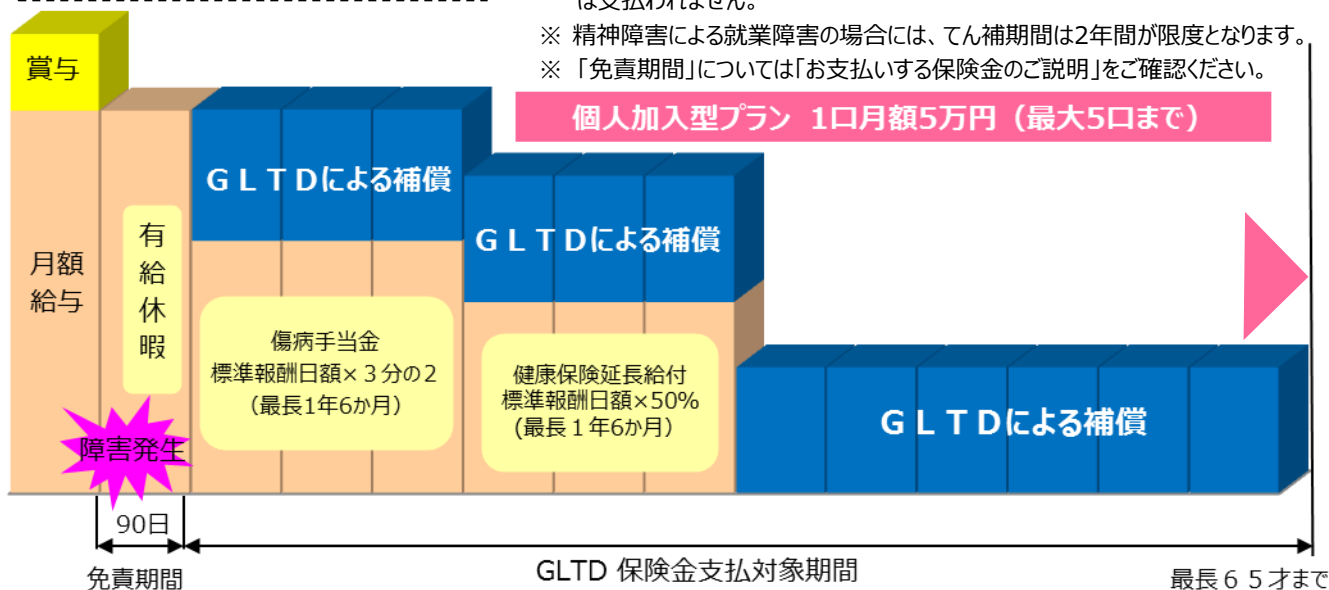 は支払われません。
※ 精神障害による就業障害の場合には、てん補期間は2年間が限度となります。
※ 「免責期間」については「お支払いする保険金のご説明」をご確認ください。
個人加入型プラン 1口月額5万円(最大5口まで)
賞与
月額
給与
有
給
休
暇
障害発生
GLTDによる補償
傷病手当金
標準報酬日額×3分の2
(最長1年6か月)
GLTDによる補償
健康保険延長給付
標準報酬日額×50%
(最長1年6か月)
GLTDによる補償
90日
免責期間
GLTD 保険金支払対象期間
最長65才まで